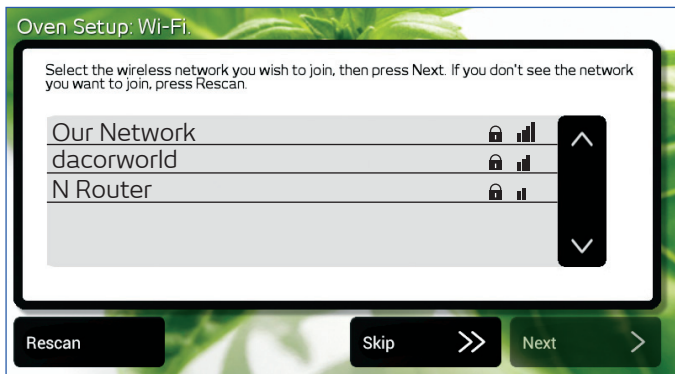 Oven Setup: Wi-Fi.
Select the wireless network you wish to join, then press Next. If you don't see the network
you want to join, press Rescan.
Our Network
dacorworld
N Router
Rescan
Skip
Next